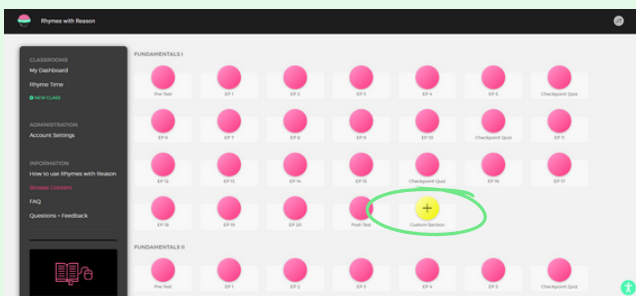 Rhymes with Reason
CLASSROOMS
My Dashboard
Rhyme Time
NEW CLASS
ADMINISTRATION
Account Settings
INFORMATION
How to use Rhymes with Reason
Browse Content
FAQ
Questions + Feedback
FUNDAMENTALS I
Pre-Test EP 1 EP 2 EP 3 EP 4 EP 5 Checkpoint Quiz
EP 6 EP 7 EP 8 EP 9 EP 10 Checkpoint Quiz EP 11
EP 12 EP 13 EP 14 EP 15 Checkpoint Quiz EP 16 EP 17
EP 18 EP 19 EP 20 Post-Test Custom Section
FUNDAMENTALS II
Pre-Test EP 1 EP 2 EP 3 EP 4 EP 5 Checkpoint Quiz